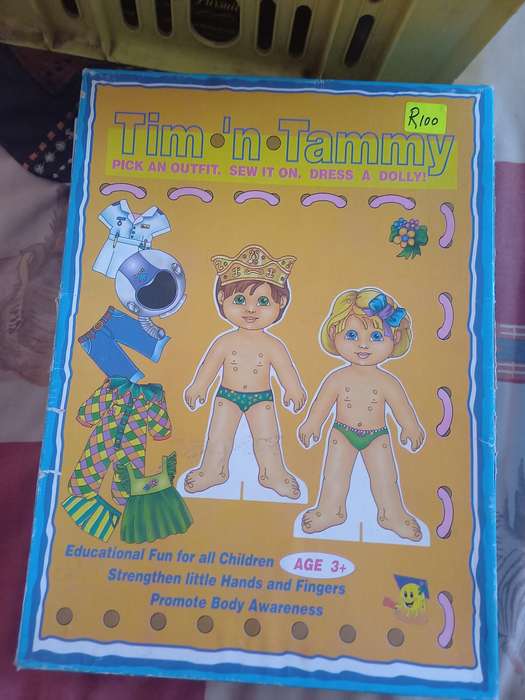 R100
Tim 'n Tammy
PICK AN OUTFIT. SEW IT ON. DRESS A DOLLY!
Educational Fun for all Children
AGE 3+
Strengthen little Hands and Fingers
Promote Body Awareness